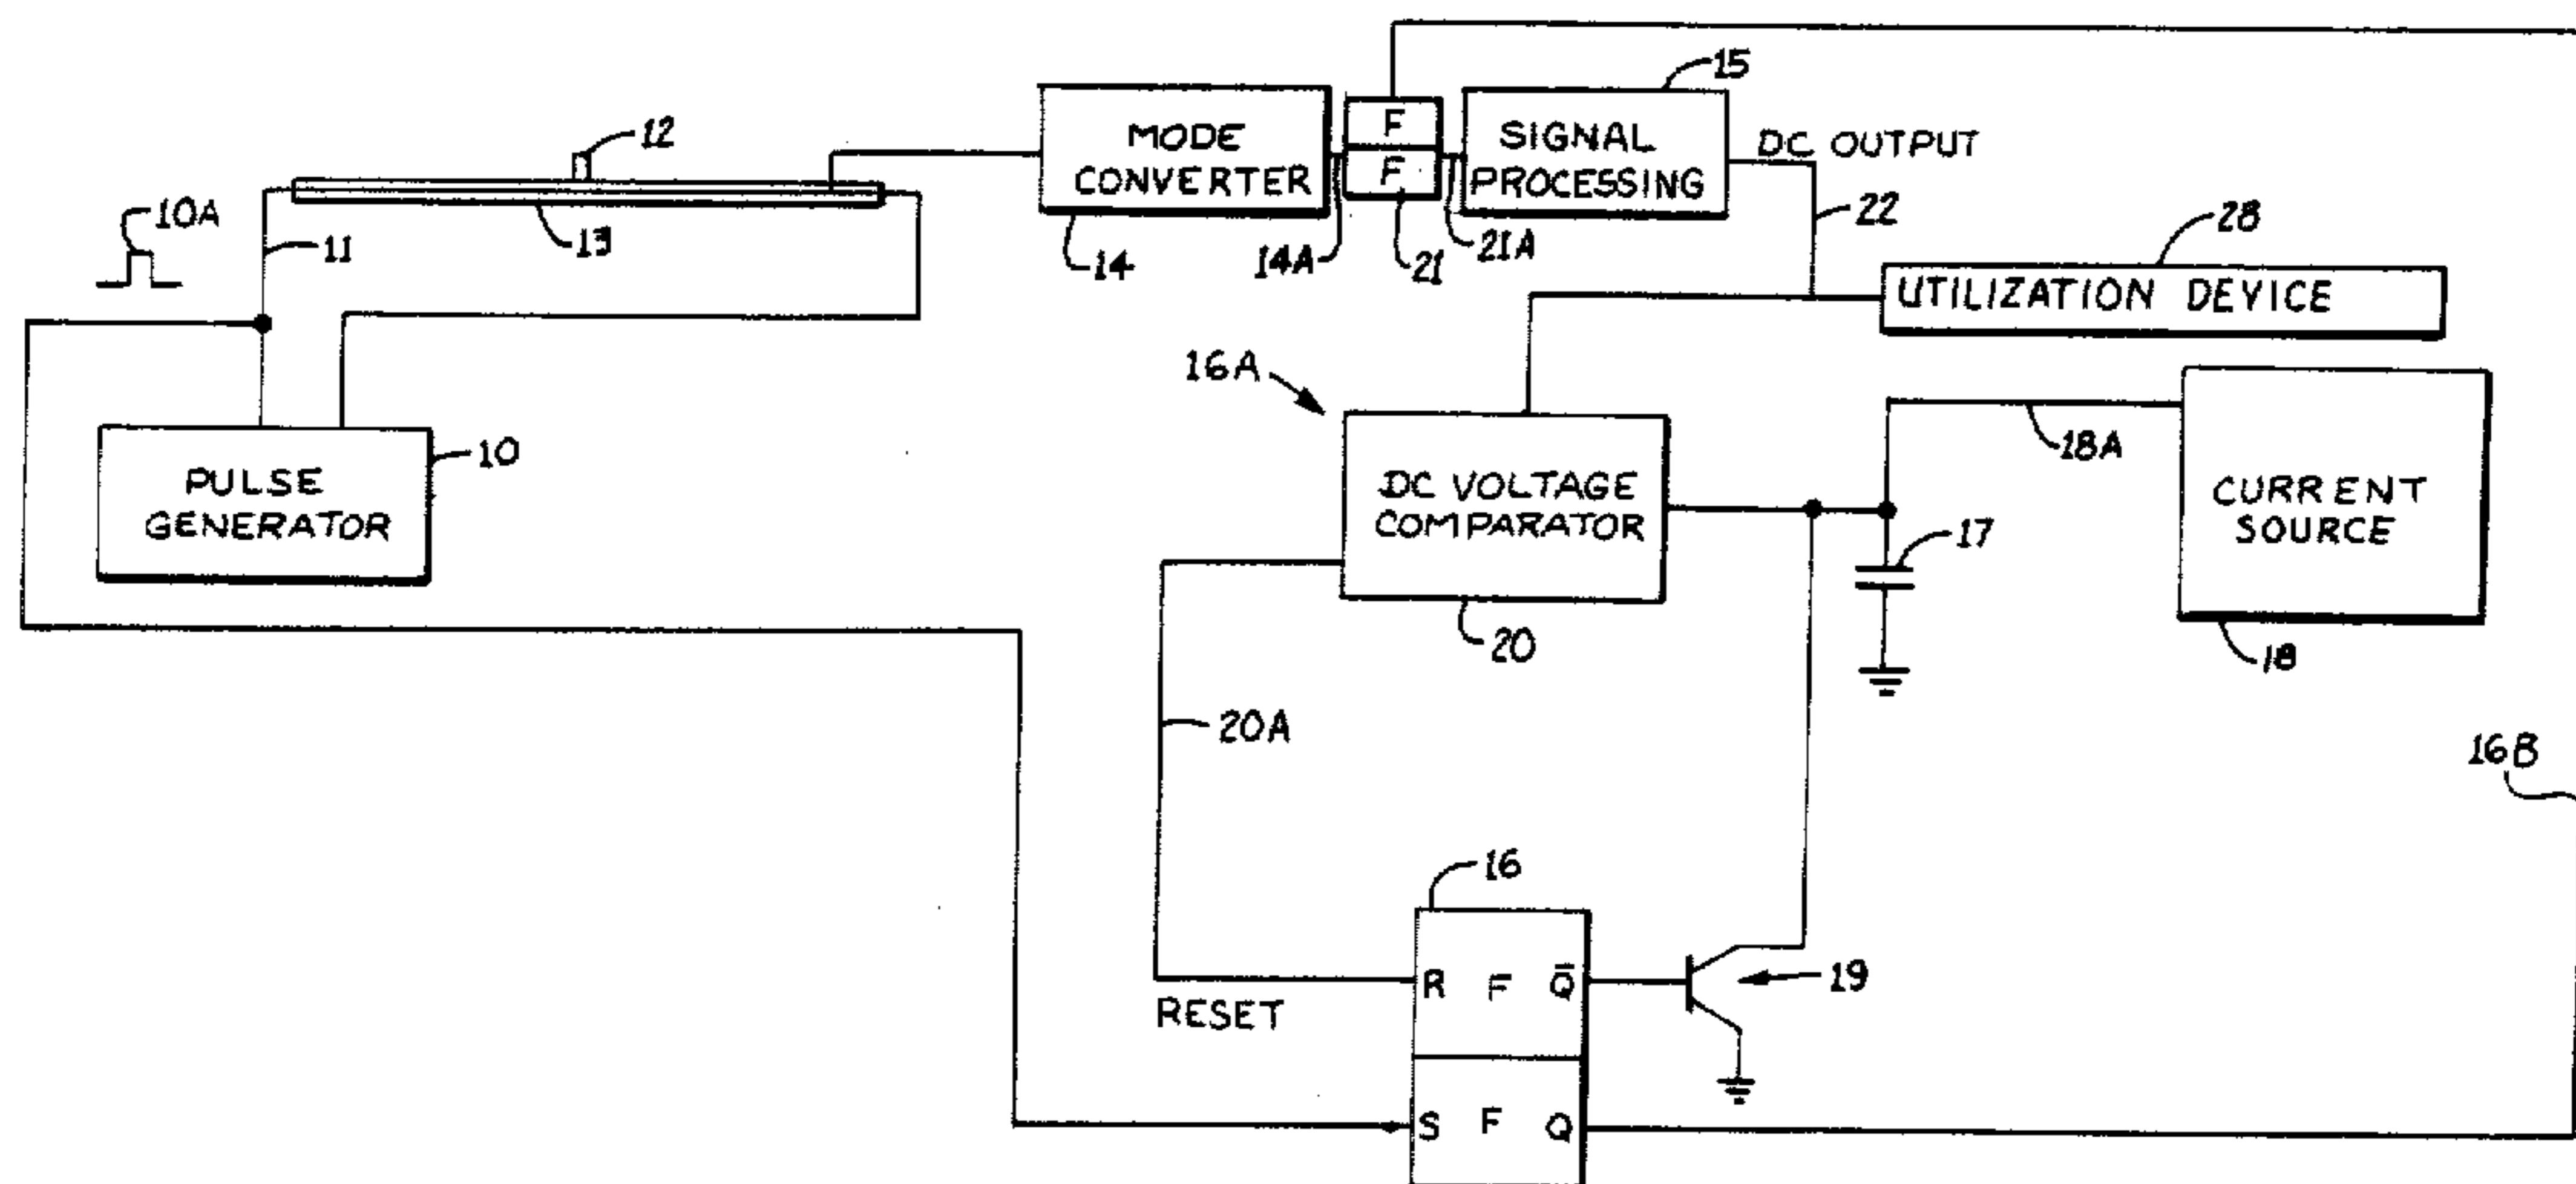 15
12
MODE
CONVERTER
F
F
SIGNAL
PROCESSING
DC OUTPUT
10A
11
13
14
14A
21
21A
22
28
UTILIZATION DEVICE
16A
18A
10
PULSE
GENERATOR
DC VOLTAGE
COMPARATOR
CURRENT
SOURCE
17
20
18
20A
16B
16
R F Q̅
19
RESET
S F Q